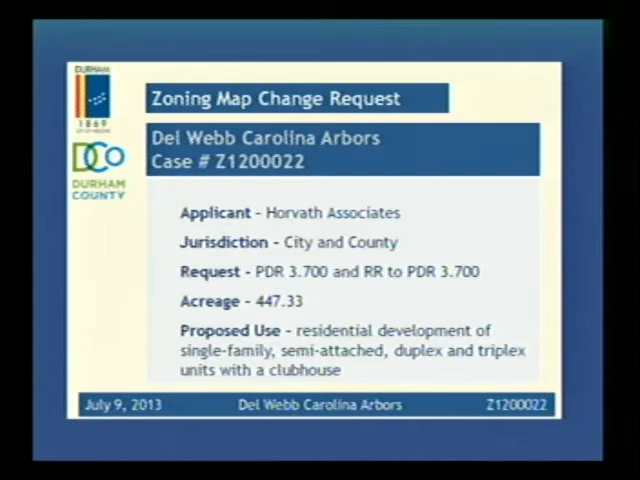 DURHAM
1869
DCO
DURHAM
COUNTY
Zoning Map Change Request
Del Webb Carolina Arbors
Case # Z1200022
Applicant – Horvath Associates
Jurisdiction – City and County
Request - PDR 3.700 and RR to PDR 3.700
Acreage – 447.33
Proposed Use – residential development of
single-family, semi-attached, duplex and triplex
units with a clubhouse
July 9, 2013 Del Webb Carolina Arbors Z1200022